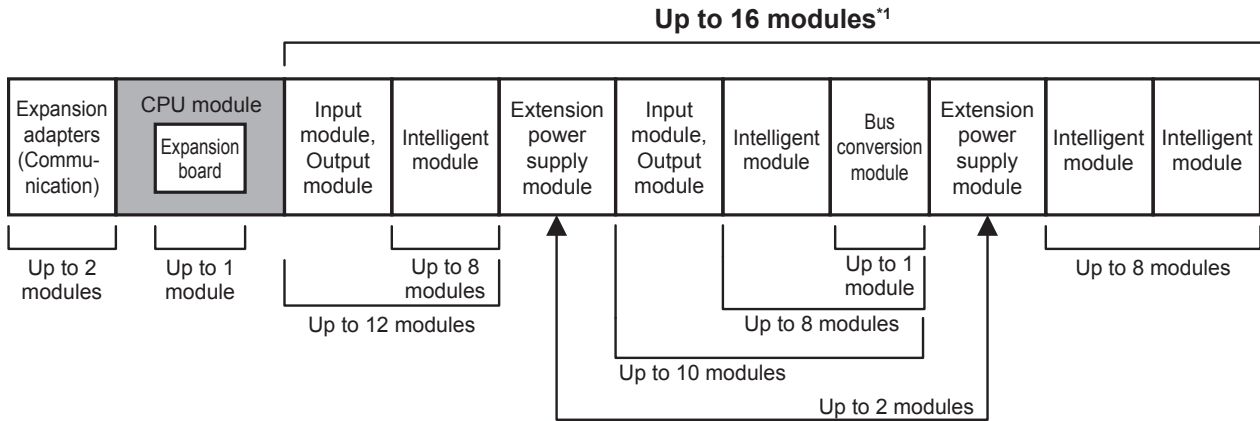 Up to 16 modules*1
Expansion
adapters
(Commu-
nication)
CPU module
Expansion
board
Input
module,
Output
module
Intelligent
module
Extension
power
supply
module
Input
module,
Output
module
Intelligent
module
Bus
conversion
module
Extension
power
supply
module
Intelligent
module
Intelligent
module
Up to 2
modules
Up to 1
module
Up to 8
modules
Up to 12 modules
Up to 1
module
Up to 8 modules
Up to 10 modules
Up to 2 modules
Up to 8 modules